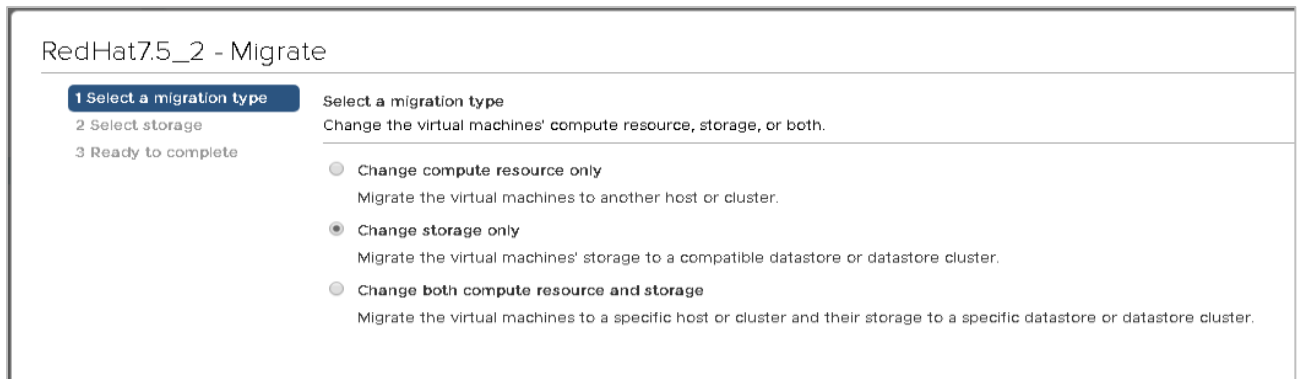 RedHat7.5_2 - Migrate
1 Select a migration type
2 Select storage
3 Ready to complete
Select a migration type
Change the virtual machines' compute resource, storage, or both.
Change compute resource only
Migrate the virtual machines to another host or cluster.
Change storage only
Migrate the virtual machines' storage to a compatible datastore or datastore cluster.
Change both compute resource and storage
Migrate the virtual machines to a specific host or cluster and their storage to a specific datastore or datastore cluster.